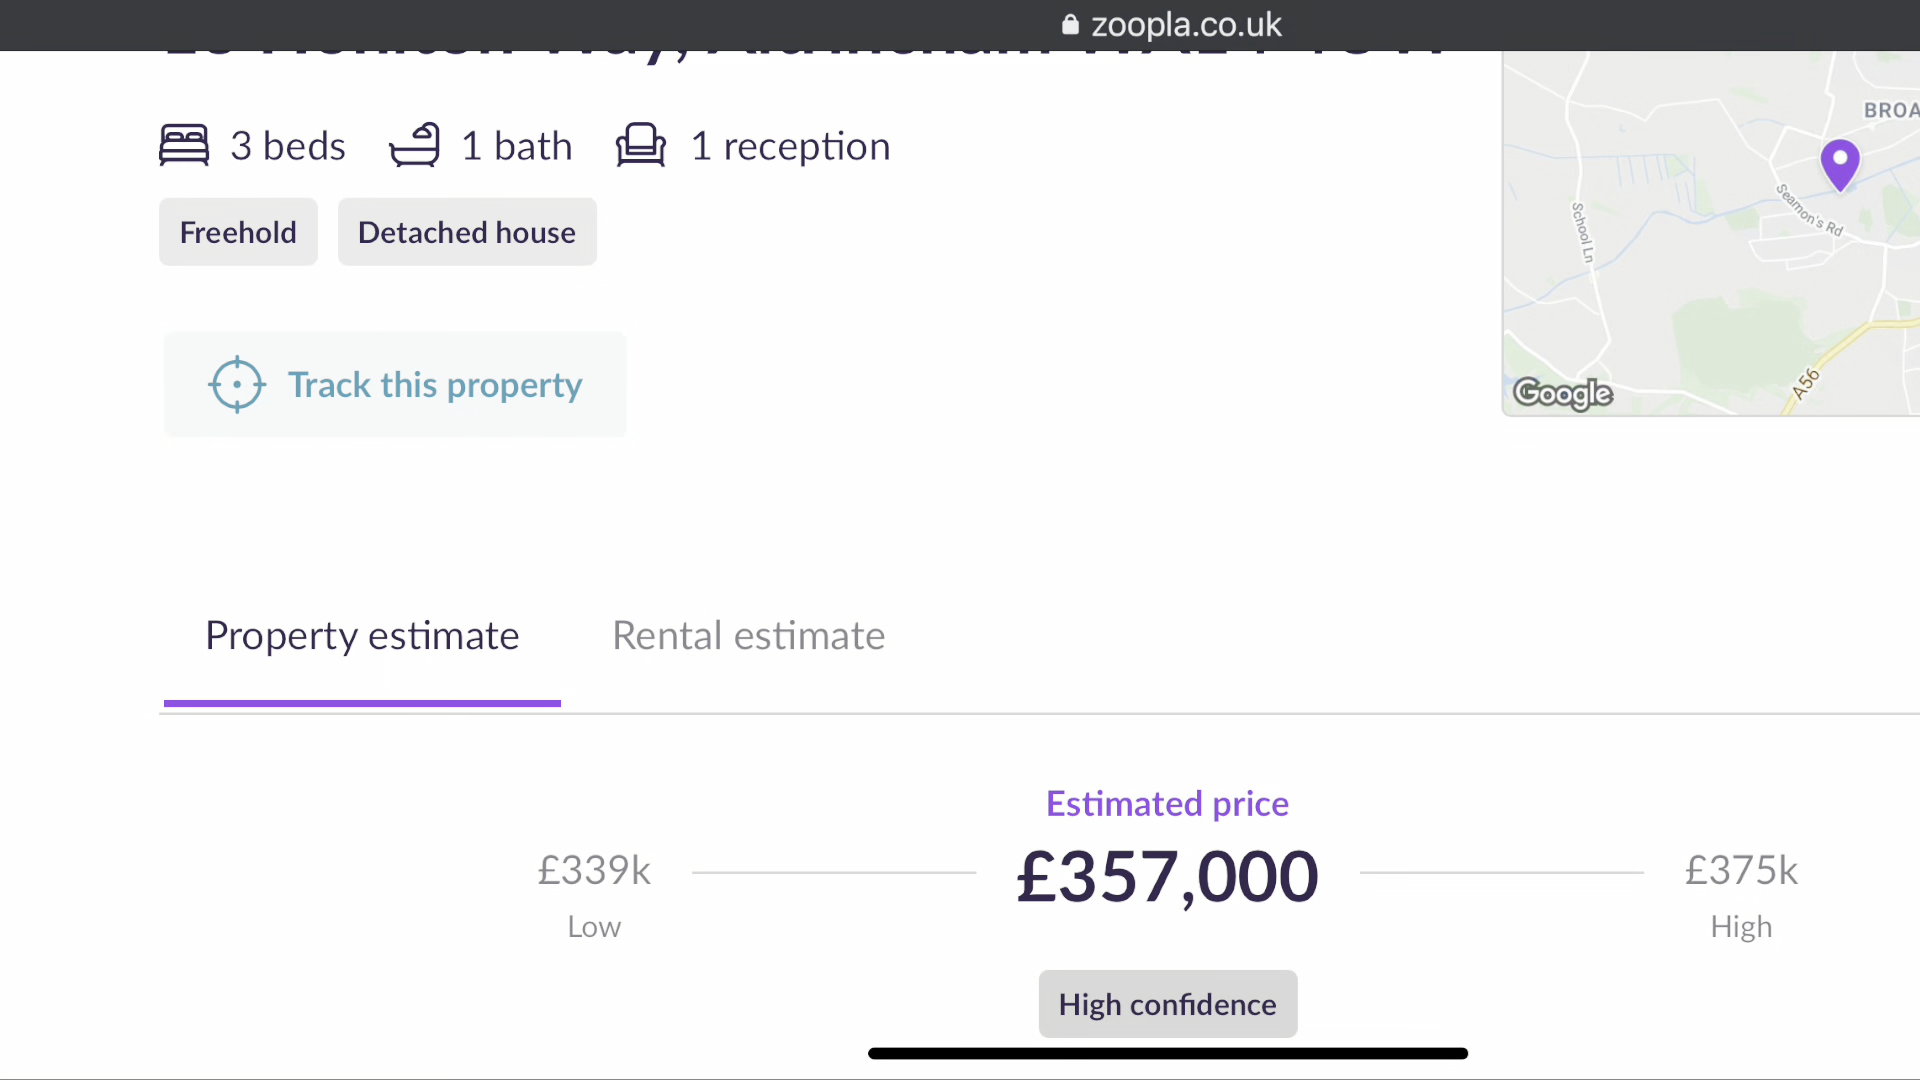 zoopla.co.uk
3 beds
1 bath
1 reception
BROA
Freehold
Detached house
Seamon's Rd
School Ln
Track this property
A56
Google
Property estimate
Rental estimate
Estimated price
£339k
£357,000
£375k
Low
High
High confidence